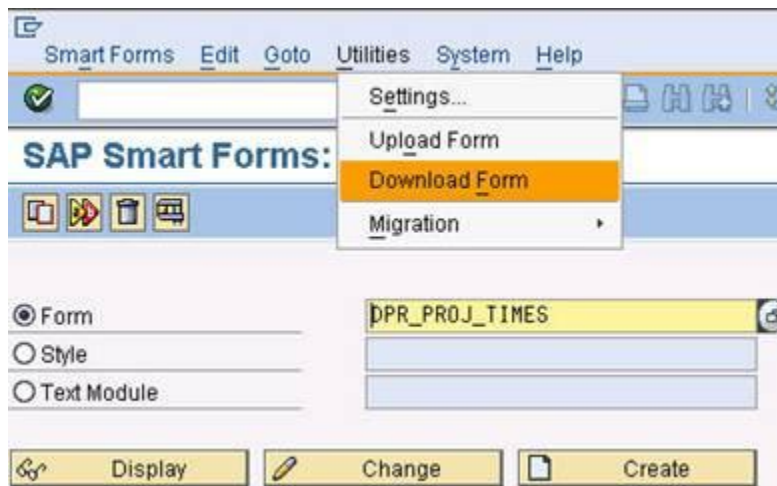 Smart Forms Edit Goto Utilities System Help
Settings...
SAP Smart Forms:
Upload Form
Download Form
Migration
Form DPR_PROJ_TIMES
Style
Text Module
Display Change Create